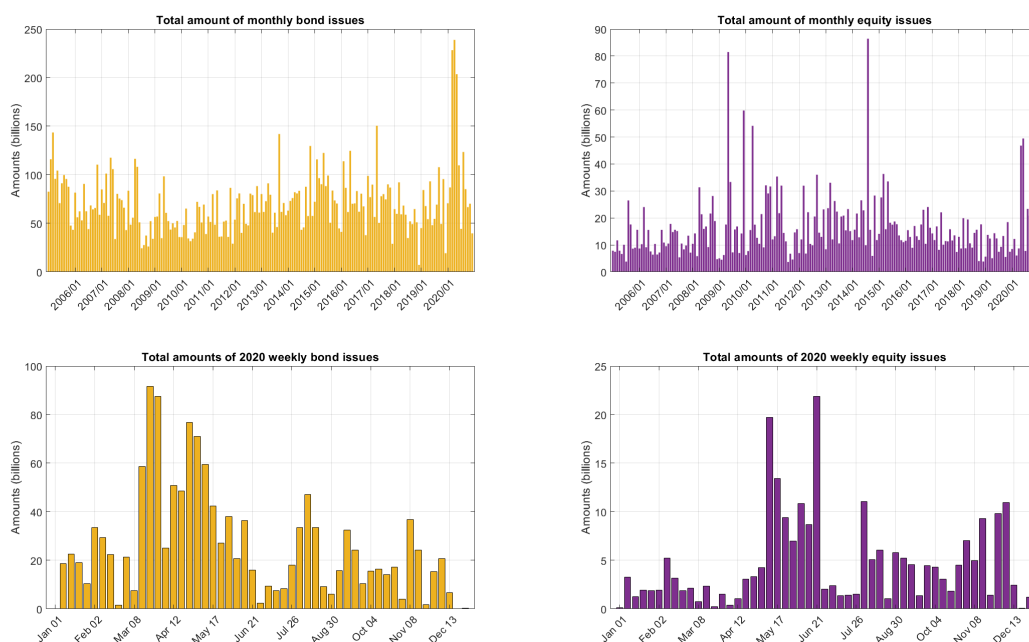 Total amount of monthly bond issues
Amounts (billions)
250
200
150
100
50
0
2006/01 2007/01 2008/01 2009/01 2010/01 2011/01 2012/01 2013/01 2014/01 2015/01 2016/01 2017/01 2018/01 2019/01 2020/01
Total amount of monthly equity issues
Amounts (billions)
90
80
70
60
50
40
30
20
10
0
2006/01 2007/01 2008/01 2009/01 2010/01 2011/01 2012/01 2013/01 2014/01 2015/01 2016/01 2017/01 2018/01 2019/01 2020/01
Total amounts of 2020 weekly bond issues
Amounts (billions)
100
80
60
40
20
0
Jan 01 Feb 02 Mar 08 Apr 12 May 17 Jun 21 Jul 26 Aug 30 Oct 04 Nov 08 Dec 13
Total amounts of 2020 weekly equity issues
Amounts (billions)
25
20
15
10
5
0
Jan 01 Feb 02 Mar 08 Apr 12 May 17 Jun 21 Jul 26 Aug 30 Oct 04 Nov 08 Dec 13